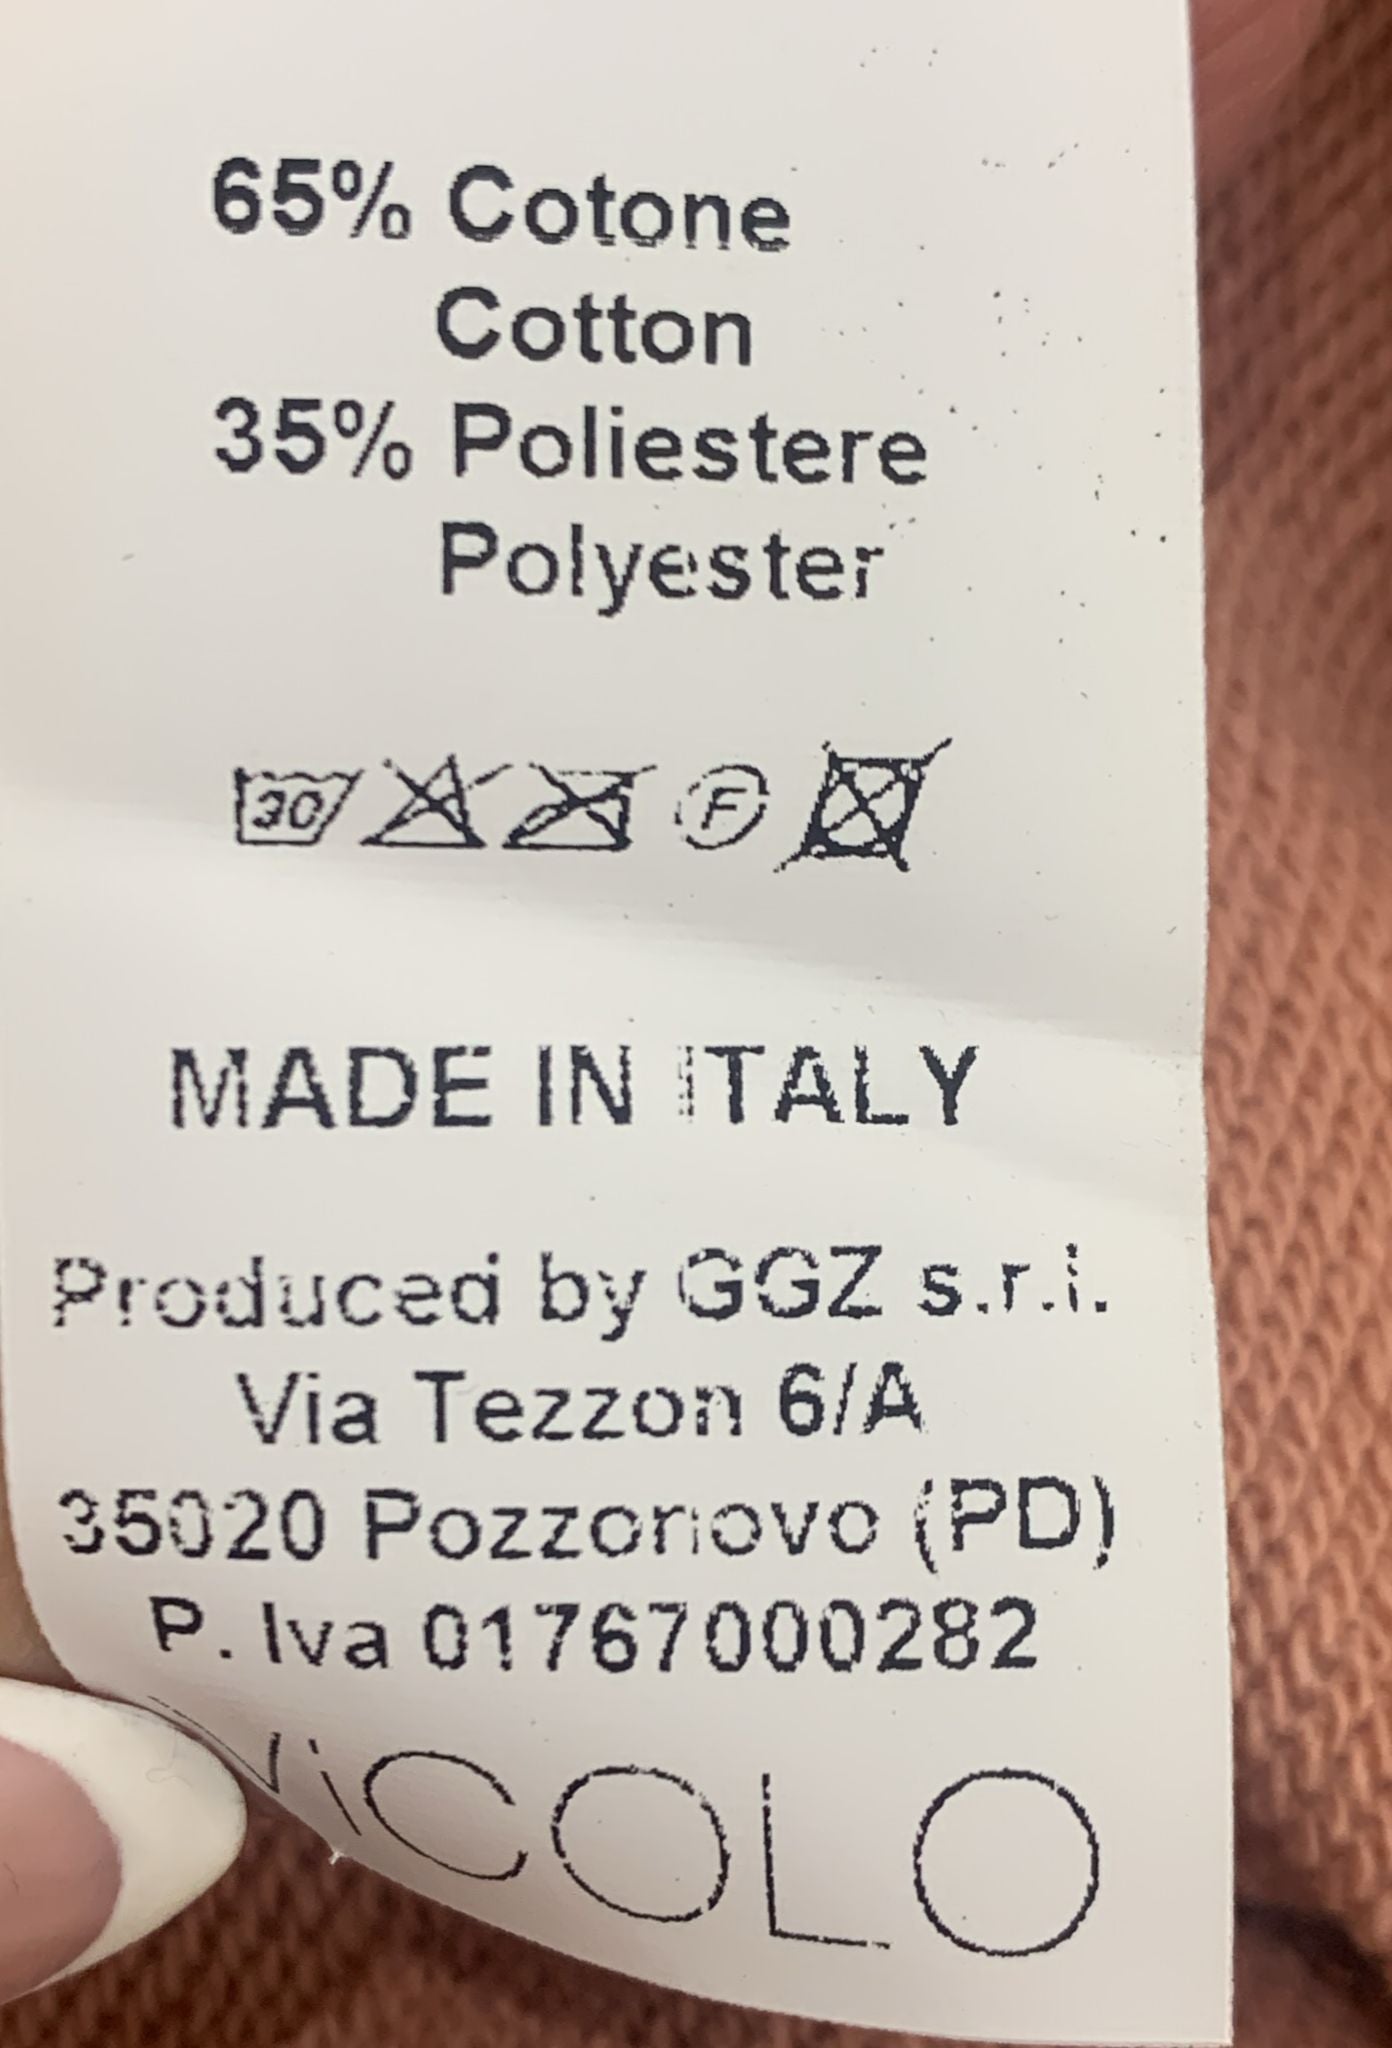 65% Cotone
Cotton
35% Poliestere
Polyester
30 F
MADE IN ITALY
Produced by GGZ s.r.l.
Via Tezzon 6/A
35020 Pozzonovo (PD)
P. Iva 01767000282
ViCOLO